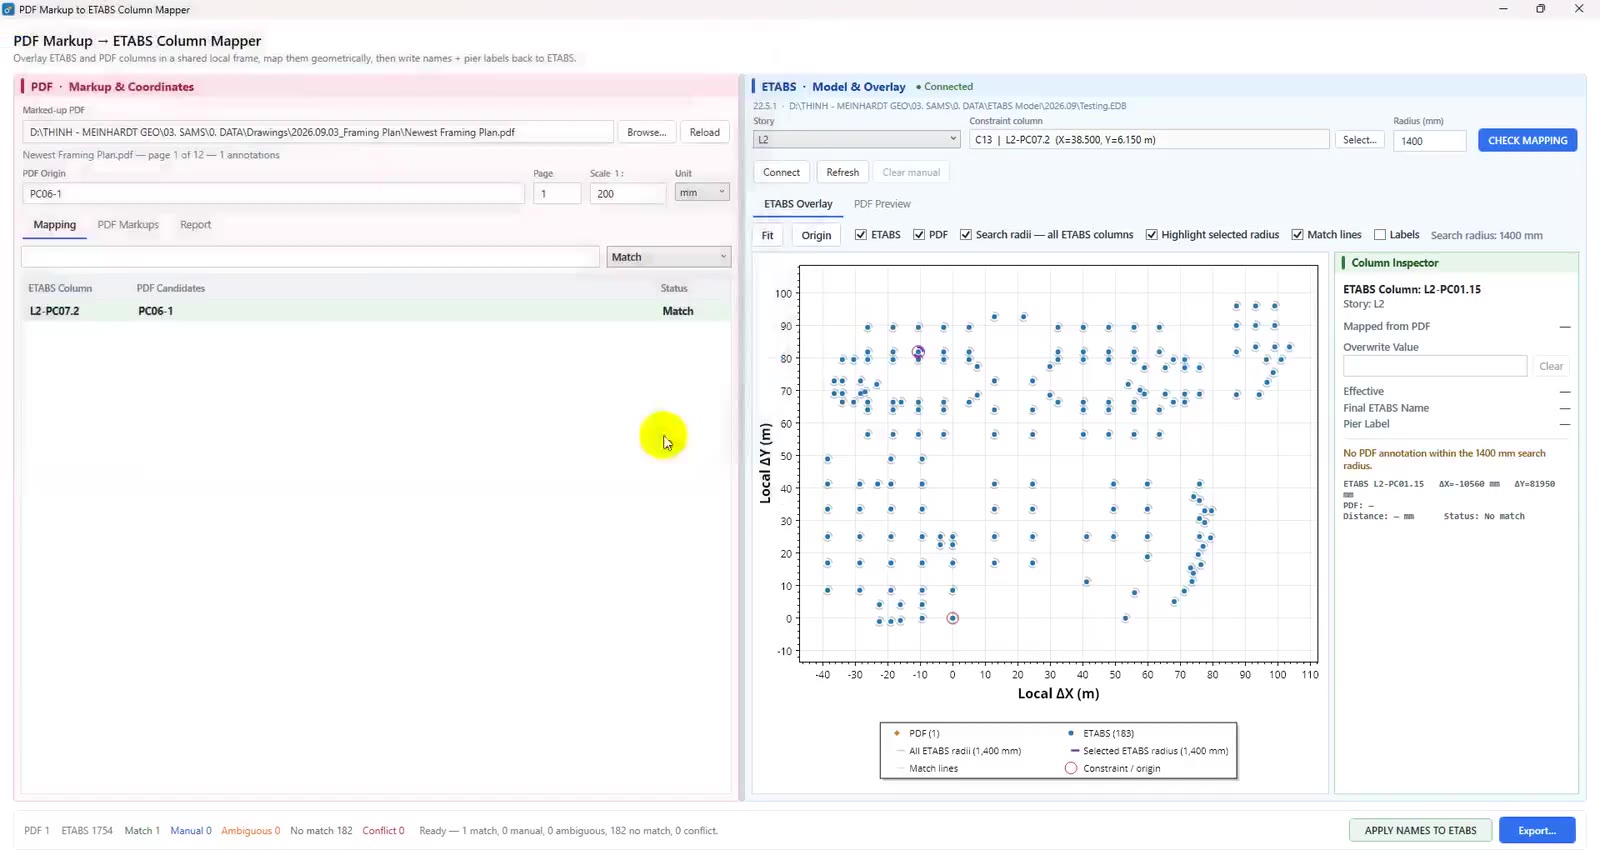 PDF Markup to ETABS Column Mapper
PDF Markup → ETABS Column Mapper
Overlay ETABS and PDF columns in a shared local frame, map them geometrically, then write names + pier labels back to ETABS.
PDF · Markup & Coordinates
Marked-up PDF
D:\THINH - MEINHARDT GEO\03. SAMS\0. DATA\Drawings\2026.09.03_Framing Plan\Newest Framing Plan.pdf
Browse...
Reload
Newest Framing Plan.pdf — page 1 of 12 — 1 annotations
PDF Origin
Page
Scale 1 :
Unit
PC06-1
1
200
mm
Mapping
PDF Markups
Report
Match
ETABS Column
PDF Candidates
Status
L2-PC07.2
PC06-1
Match
ETABS · Model & Overlay
• Connected
22.5.1 · D:\THINH - MEINHARDT GEO\03. SAMS\0. DATA\ETABS Model\2026.09\Testing.EDB
Story
Constraint column
Radius (mm)
L2
C13 | L2-PC07.2 (X=38.500, Y=6.150 m)
Select...
1400
CHECK MAPPING
Connect
Refresh
Clear manual
ETABS Overlay
PDF Preview
Fit
Origin
ETABS
PDF
Search radii — all ETABS columns
Highlight selected radius
Match lines
Labels
Search radius: 1400 mm
100
90
80
70
60
50
40
30
20
10
0
-10
Local ΔY (m)
-40 -30 -20 -10 0 10 20 30 40 50 60 70 80 90 100 110
Local ΔX (m)
PDF (1)
ETABS (183)
All ETABS radii (1,400 mm)
Selected ETABS radius (1,400 mm)
Match lines
Constraint / origin
Column Inspector
ETABS Column: L2-PC01.15
Story: L2
Mapped from PDF —
Overwrite Value
Clear
Effective —
Final ETABS Name —
Pier Label —
No PDF annotation within the 1400 mm search
radius.
ETABS L2-PC01.15 ΔX=-10560 mm ΔY=81950
mm
PDF: —
Distance: — mm Status: No match
PDF 1
ETABS 1754
Match 1
Manual 0
Ambiguous 0
No match 182
Conflict 0
Ready — 1 match, 0 manual, 0 ambiguous, 182 no match, 0 conflict.
APPLY NAMES TO ETABS
Export...